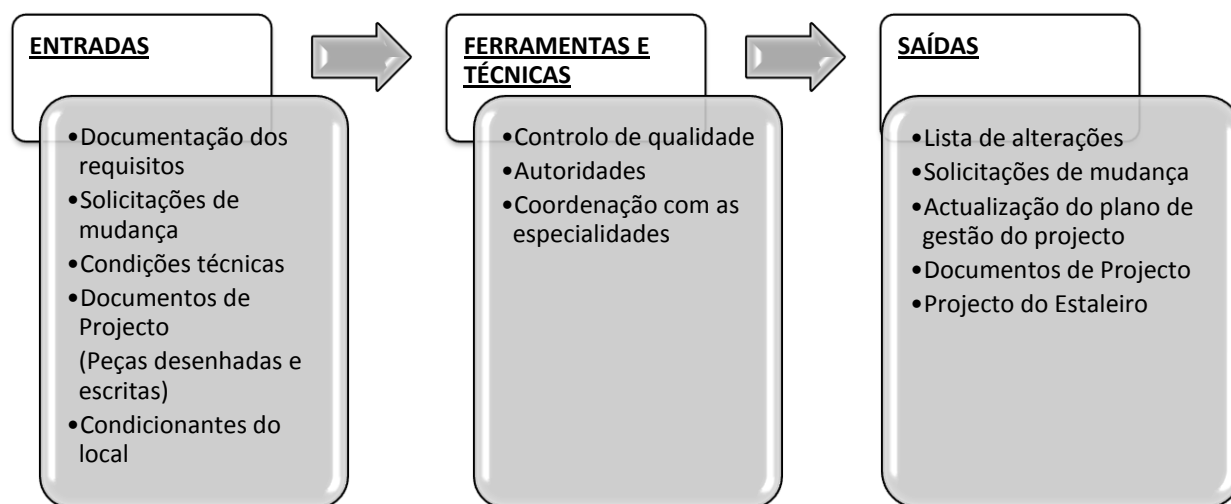 ENTRADAS
•Documentação dos
requisitos
•Solicitações de
mudança
•Condições técnicas
•Documentos de
Projecto
(Peças desenhadas e
escritas)
•Condicionantes do
local
FERRAMENTAS E
TÉCNICAS
•Controlo de qualidade
•Autoridades
•Coordenação com as
especialidades
SAÍDAS
•Lista de alterações
•Solicitações de mudança
•Actualização do plano de
gestão do projecto
•Documentos de Projecto
•Projecto do Estaleiro